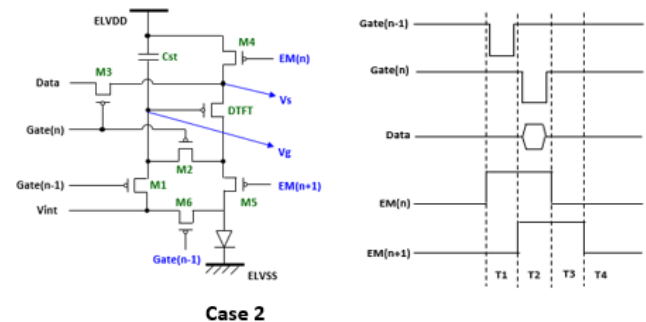 ELVDD
M4
Cst
EM(n)
M3
Data
Vs
DTFT
Gate(n)
Vg
M2
Gate(n-1)
M1
EM(n+1)
Vint
M6
M5
Gate(n-1)
ELVSS
Case 2
Gate(n-1)
Gate(n)
Data
EM(n)
EM(n+1)
T1 T2 T3 T4